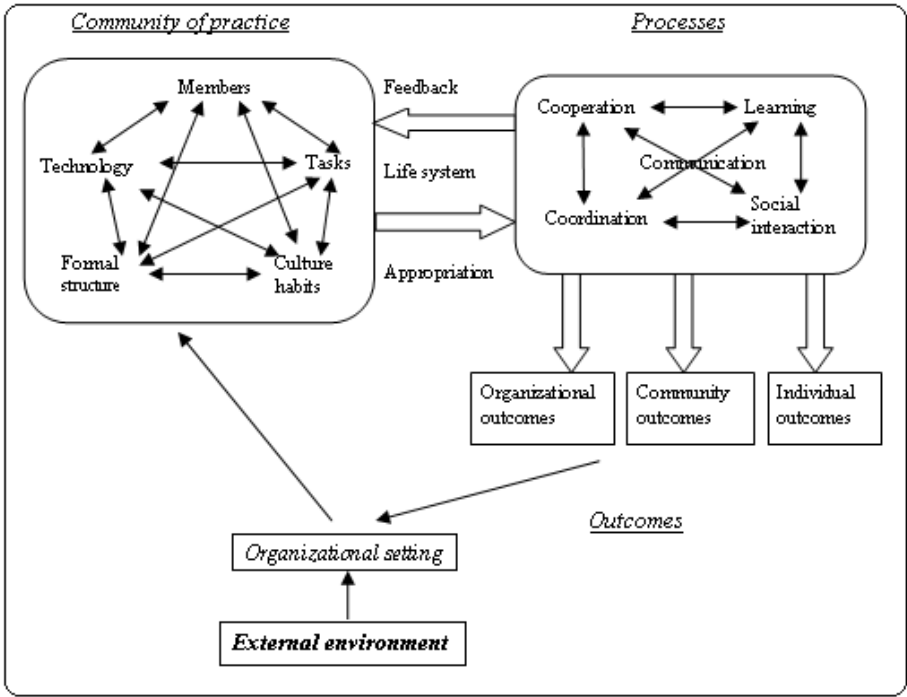 Community of practice
Processes
Members
Technology
Tasks
Formal
structure
Culture
habits
Feedback
Life system
Appropriation
Cooperation
Learning
Communication
Coordination
Social
interaction
Organizational
outcomes
Community
outcomes
Individual
outcomes
Outcomes
Organizational setting
External environment